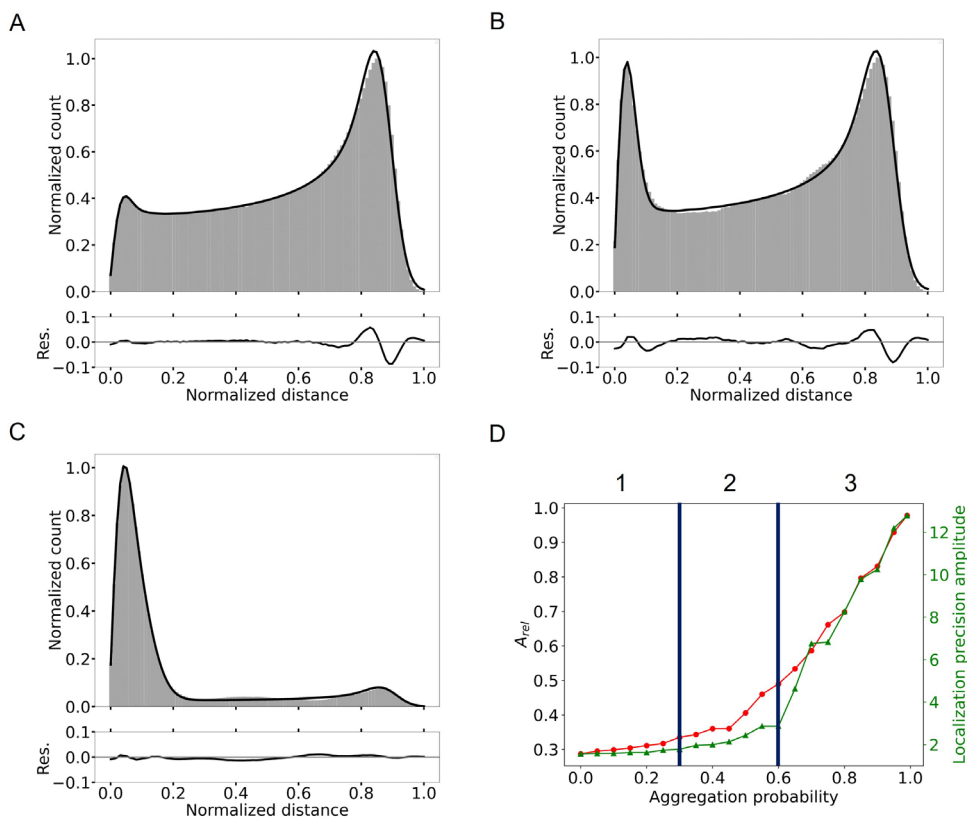 A
Normalized count
1.0
0.8
0.6
0.4
0.2
0.0
Res.
0.1
0.0
−0.1
0.0 0.2 0.4 0.6 0.8 1.0
Normalized distance
B
Normalized count
1.0
0.8
0.6
0.4
0.2
0.0
Res.
0.1
0.0
−0.1
0.0 0.2 0.4 0.6 0.8 1.0
Normalized distance
C
Normalized count
1.0
0.8
0.6
0.4
0.2
0.0
Res.
0.1
0.0
−0.1
0.0 0.2 0.4 0.6 0.8 1.0
Normalized distance
D
1 2 3
A_rel
1.0
0.9
0.8
0.7
0.6
0.5
0.4
0.3
12
10
8
6
4
2
Localization precision amplitude
0.0 0.2 0.4 0.6 0.8 1.0
Aggregation probability